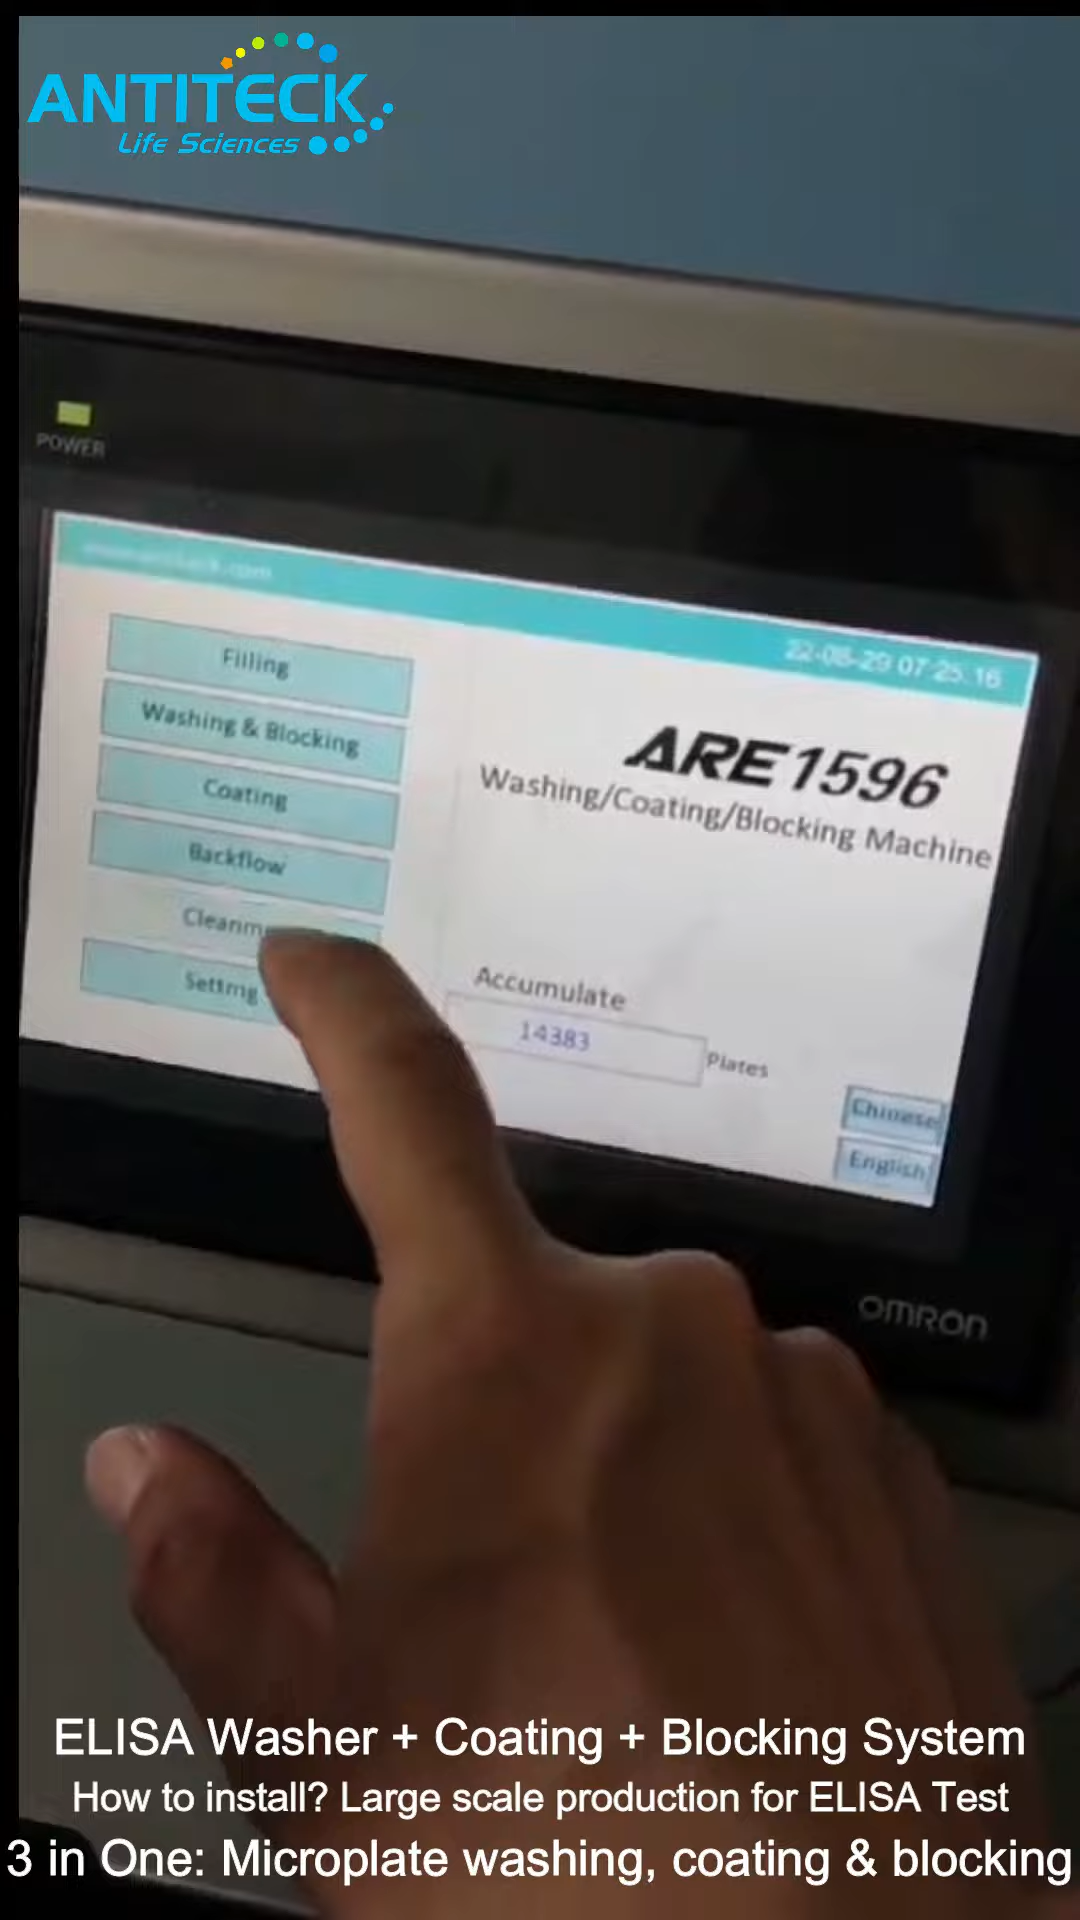 ANTITECK
Life Sciences
POWER
22-08-29 07:25:16
Filling
Washing & Blocking
Coating
Backflow
Setting
ARE1596
Washing/Coating/Blocking Machine
Accumulate
14383
Plates
Chinese
English
OMRON
ELISA Washer + Coating + Blocking System
How to install? Large scale production for ELISA Test
3 in One: Microplate washing, coating & blocking